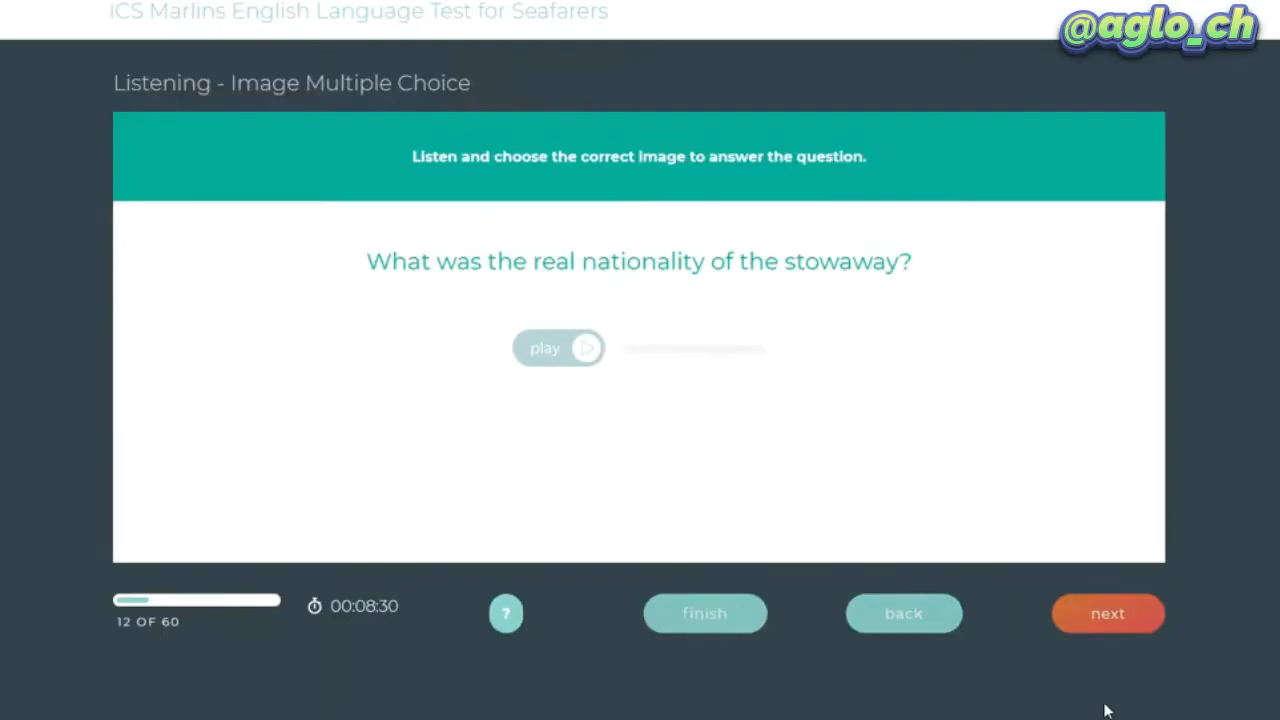 ICS Marlins English Language Test for Seafarers
@aglo_ch
Listening - Image Multiple Choice
Listen and choose the correct image to answer the question.
What was the real nationality of the stowaway?
play
12 OF 60
00:08:30
?
finish
back
next